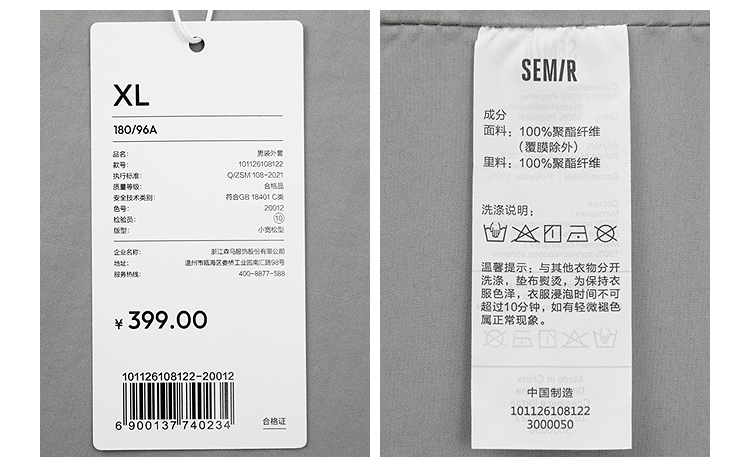 XL
180/96A
品名: 男装外套
款号: 101126108122
执行标准: Q/ZSM 108-2021
质量等级: 合格品
安全技术类别: 符合GB 18401 C类
色号: 20012
检验员: 10
版型: 小宽松型
企业名称: 浙江森马服饰股份有限公司
地址: 温州市瓯海区娄桥工业园南汇路98号
服务热线: 400-8877-588
¥ 399.00
101126108122-20012
6 900137 740234
合格证
SEMIR
成分
面料：100%聚酯纤维
（覆膜除外）
里料：100%聚酯纤维
洗涤说明：
温馨提示：与其他衣物分开
洗涤，垫布熨烫，为保持衣
服色泽，衣服浸泡时间不可
超过10分钟，如有轻微褪色
属正常现象。
中国制造
101126108122
3000050